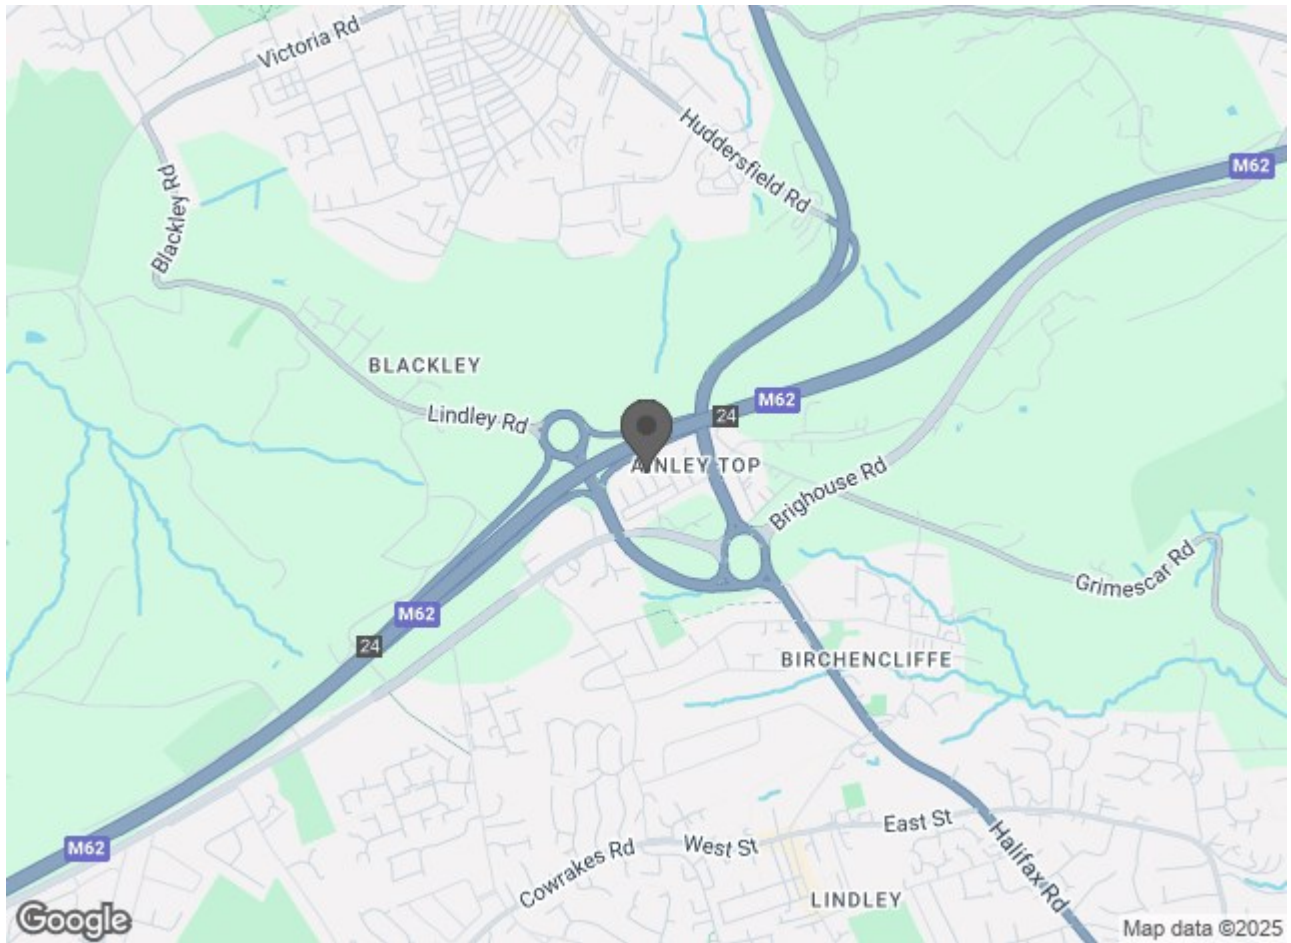 Victoria Rd
Huddersfield Rd
M62
Blackley Rd
BLACKLEY
Lindley Rd
M62
24
AINLEY TOP
Brighouse Rd
Grimescar Rd
M62
24
BIRCHENCLIFFE
M62
Cowrakes Rd
West St
East St
Halifax Rd
LINDLEY
Google
Map data ©2025